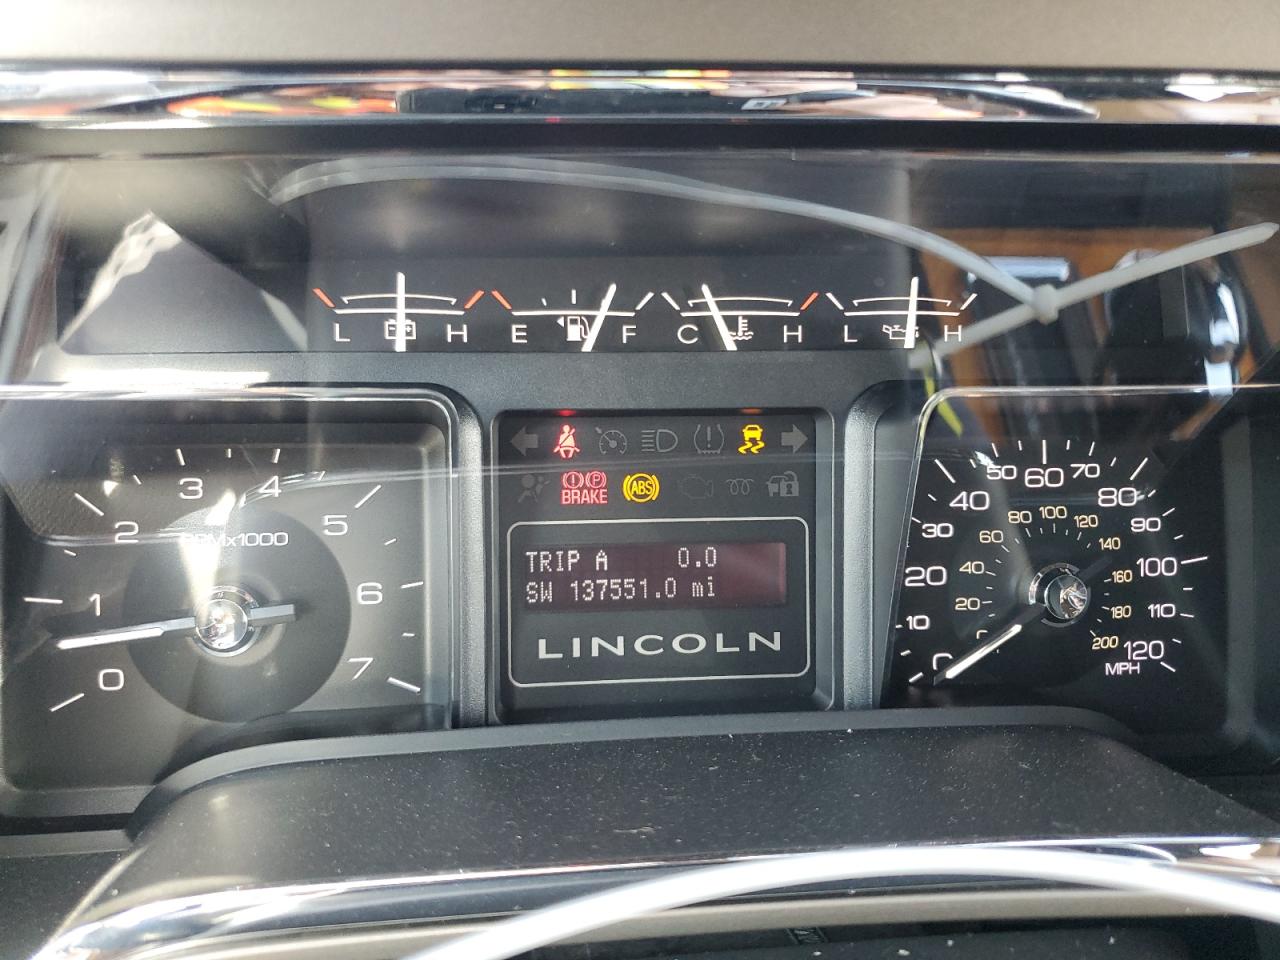 L H E F C H L H
0 1 2 3 4 5 6 7
RPMx1000
BRAKE
ABS
TRIP A 0.0
SW 137551.0 mi
LINCOLN
0 10 20 30 40 50 60 70 80 90 100 110 120
20 40 60 80 100 120 140 160 180 200
MPH